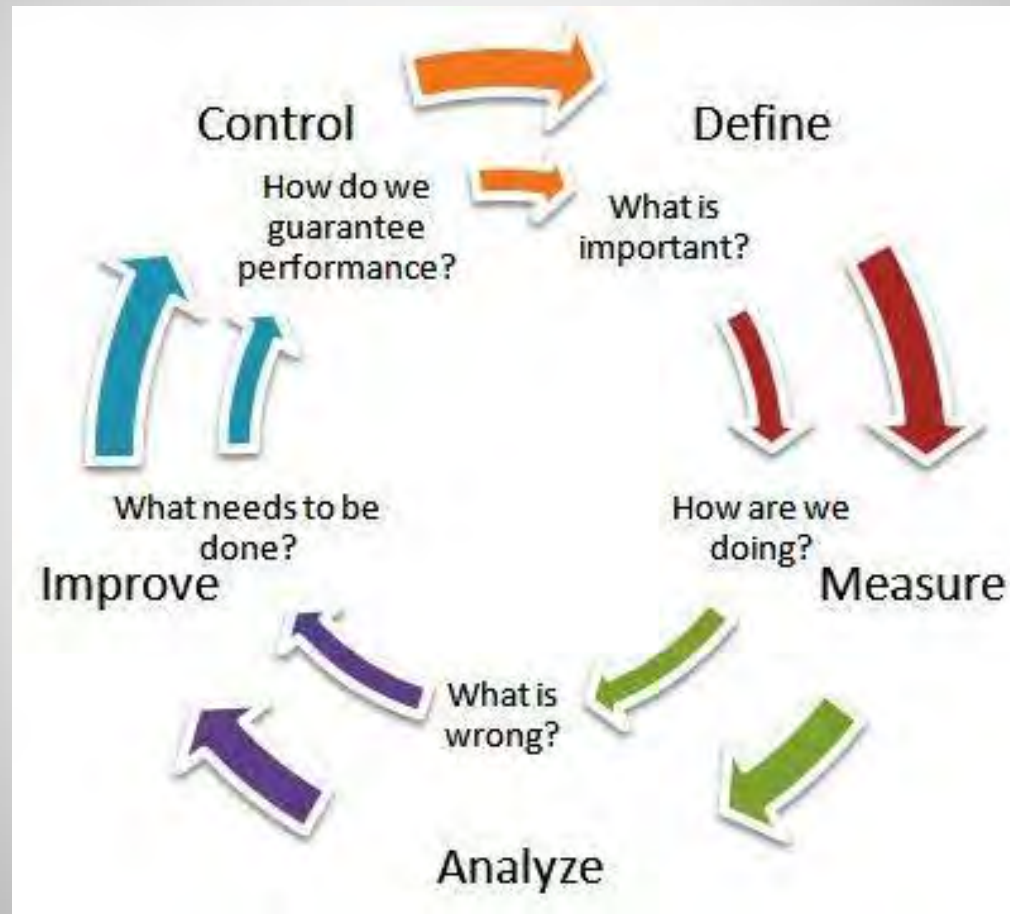 Control
How do we
guarantee
performance?
Define
What is
important?
How are we
doing?
Measure
What is
wrong?
Analyze
What needs to be
done?
Improve